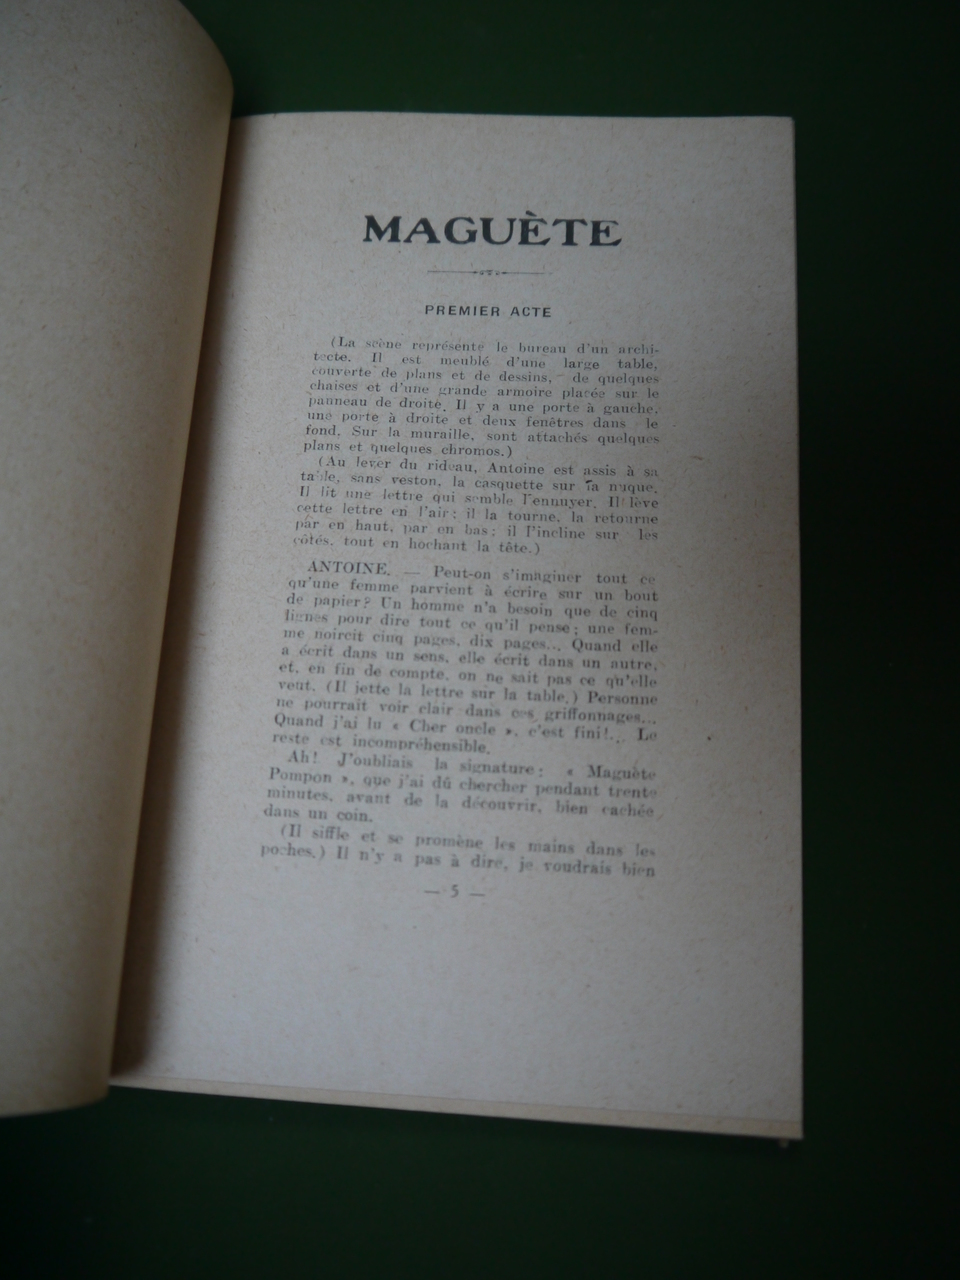 MAGUÈTE
PREMIER ACTE
(La scène représente le bureau d'un archi-
tecte. Il est meublé d'une large table,
couverte de plans et de dessins, de quelques
chaises et d'une grande armoire placée sur le
panneau de droite. Il y a une porte à gauche,
une porte à droite et deux fenêtres dans le
fond. Sur la muraille, sont attachés quelques
plans et quelques chromos.)
(Au lever du rideau, Antoine est assis à sa
table, sans veston, la casquette sur la nuque.
Il lit une lettre qui semble l'ennuyer. Il lève
cette lettre en l'air; il la tourne, la retourne
par en haut, par en bas; il l'incline sur les
côtés, tout en hochant la tête.)
ANTOINE. — Peut-on s'imaginer tout ce
qu'une femme parvient à écrire sur un bout
de papier? Un homme n'a besoin que de cinq
lignes pour dire tout ce qu'il pense; une fem-
me noircit cinq pages, dix pages... Quand elle
a écrit dans un sens, elle écrit dans un autre,
et, en fin de compte, on ne sait pas ce qu'elle
veut. (Il jette la lettre sur la table.) Personne
ne pourrait voir clair dans ces griffonnages...
Quand j'ai lu « Cher oncle », c'est fini!... Le
reste est incompréhensible.
Ah! J'oubliais la signature: « Maguète
Pompon », que j'ai dû chercher pendant trente
minutes, avant de la découvrir, bien cachée
dans un coin.
(Il siffle et se promène les mains dans les
poches.) Il n'y a pas à dire, je voudrais bien
— 5 —